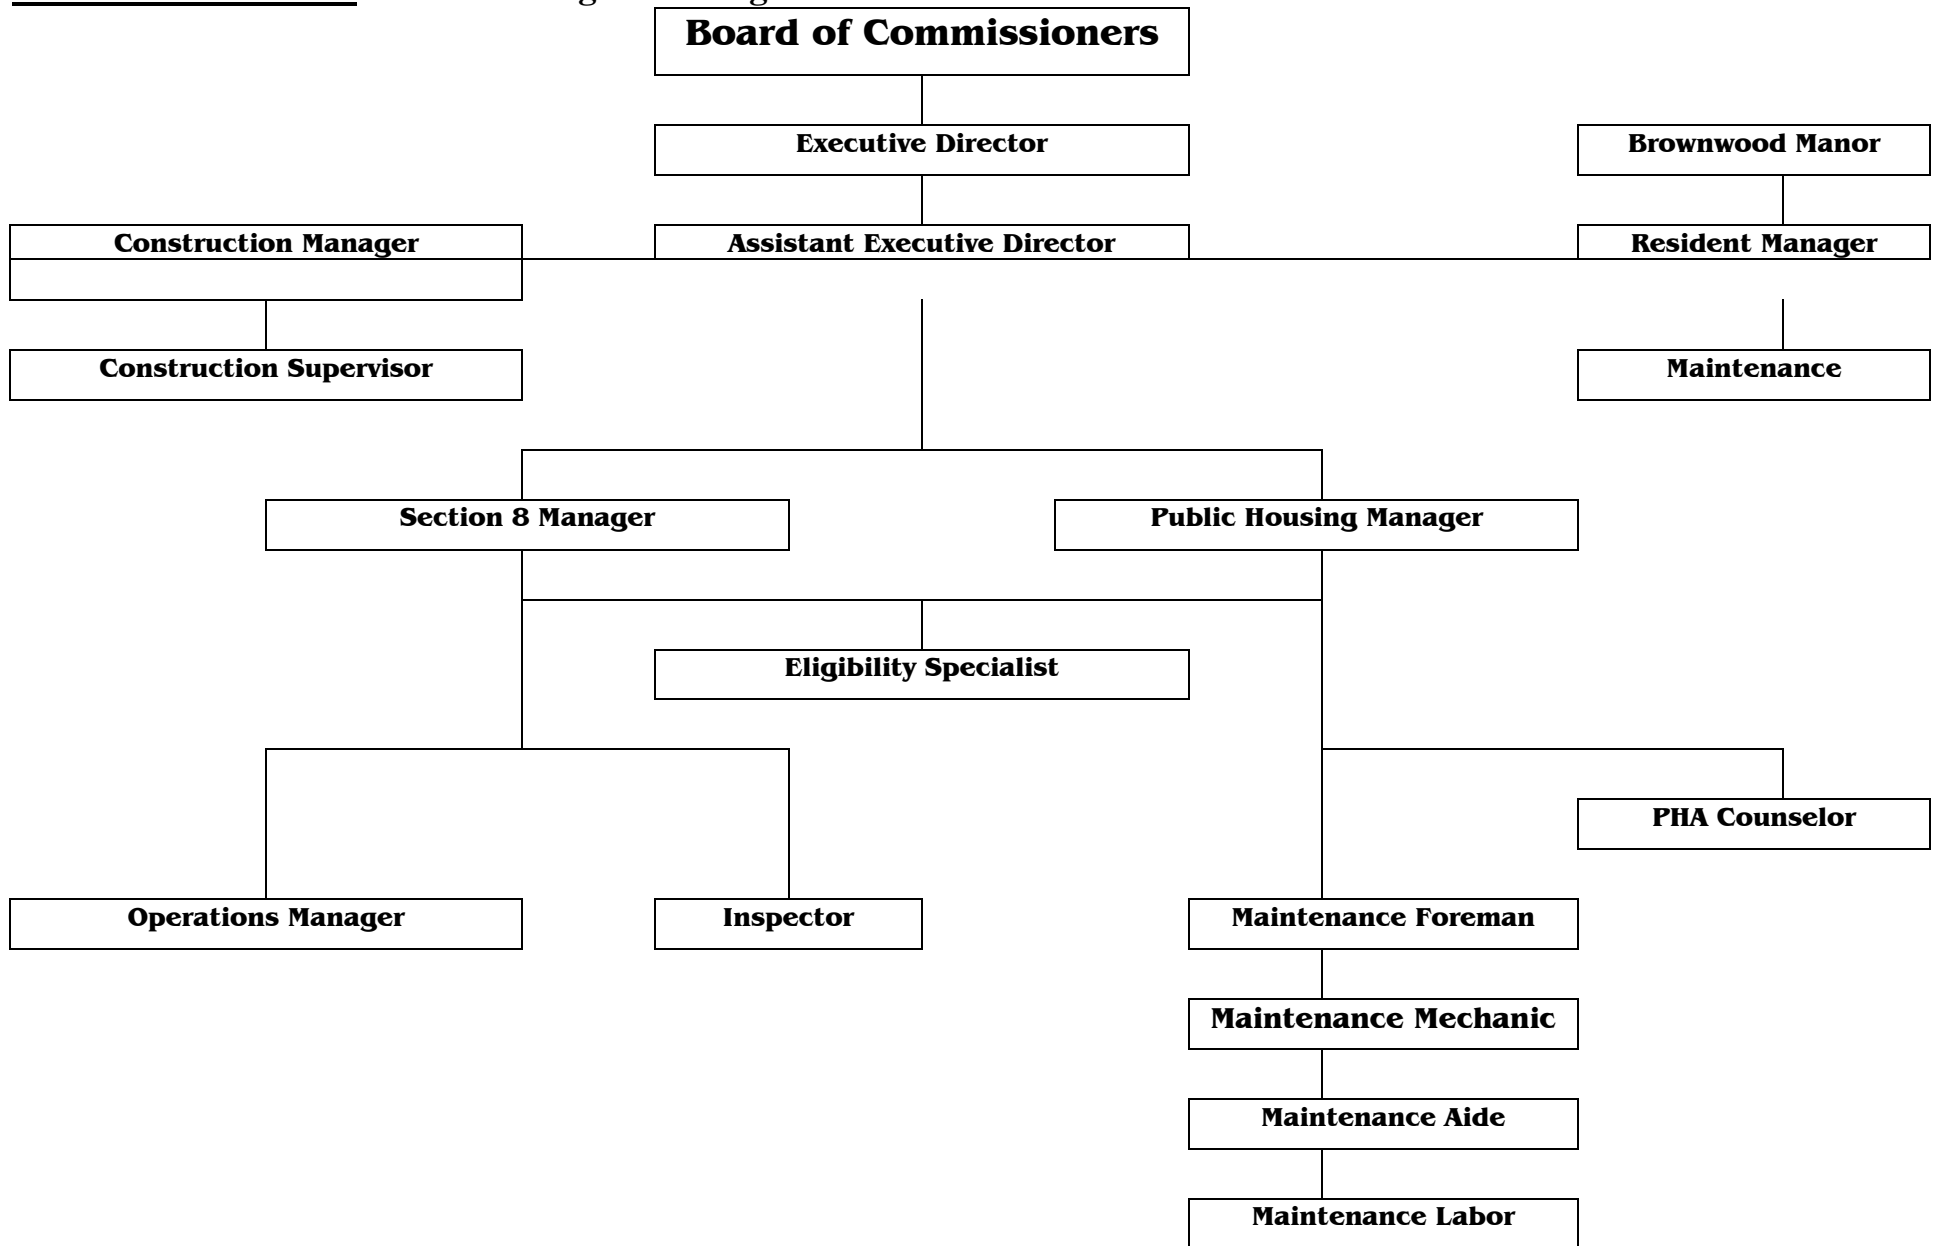 Board of Commissioners
Executive Director
Brownwood Manor
Construction Manager
Assistant Executive Director
Resident Manager
Construction Supervisor
Maintenance
Section 8 Manager
Public Housing Manager
Eligibility Specialist
PHA Counselor
Operations Manager
Inspector
Maintenance Foreman
Maintenance Mechanic
Maintenance Aide
Maintenance Labor